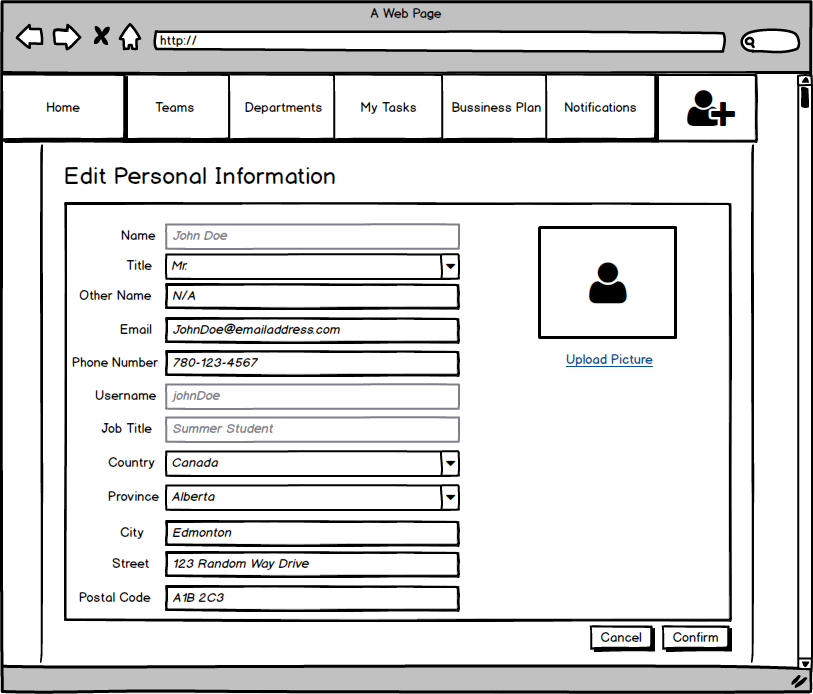 A Web Page
http://
Home Teams Departments My Tasks Bussiness Plan Notifications
Edit Personal Information
Name John Doe
Title Mr.
Other Name N/A
Email JohnDoe@emailaddress.com
Phone Number 780-123-4567
Upload Picture
Username johnDoe
Job Title Summer Student
Country Canada
Province Alberta
City Edmonton
Street 123 Random Way Drive
Postal Code A1B 2C3
Cancel Confirm